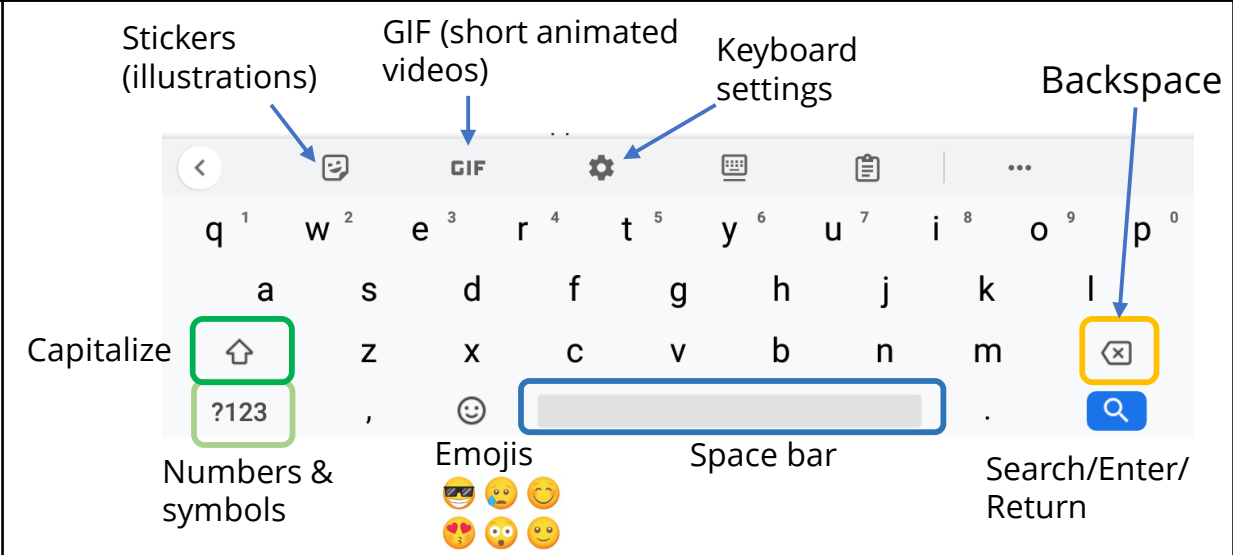 Stickers
(illustrations)
GIF (short animated
videos)
Keyboard
settings
Backspace
GIF
q 1 w 2 e 3 r 4 t 5 y 6 u 7 i 8 o 9 p 0
a s d f g h j k l
Capitalize
z x c v b n m
?123 , .
Numbers &
symbols
Emojis
Space bar
Search/Enter/
Return